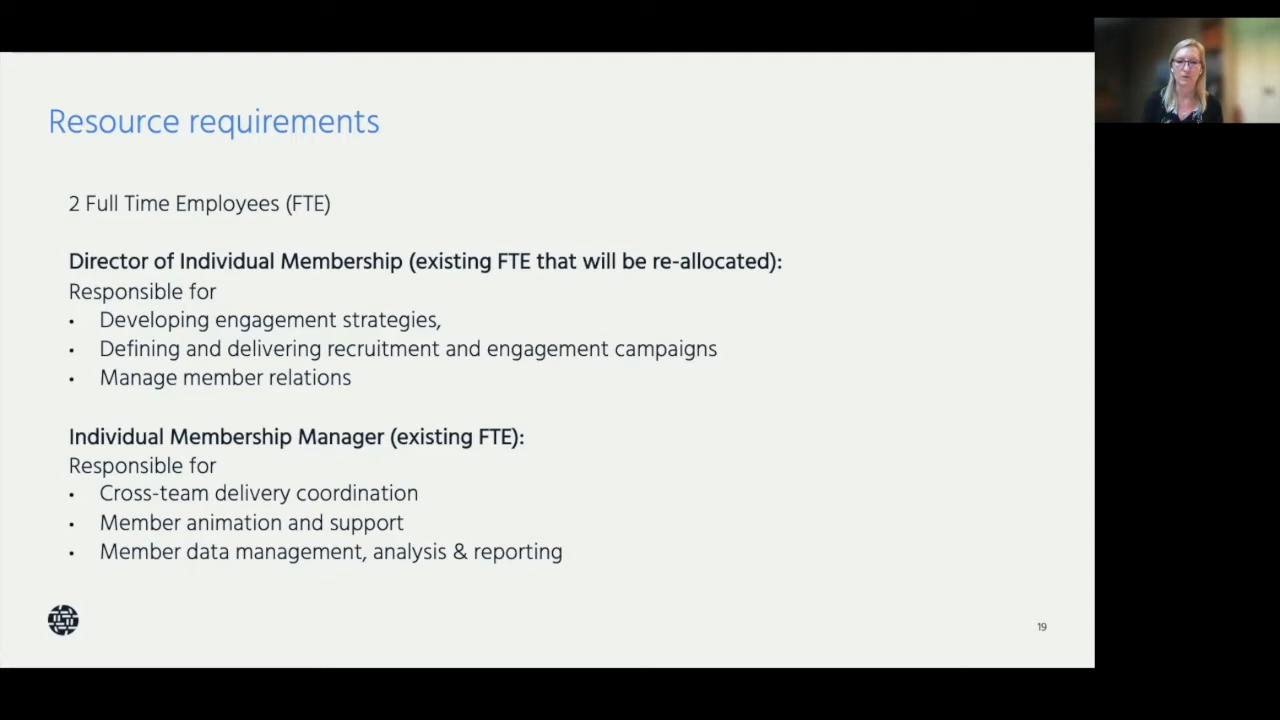 Resource requirements
2 Full Time Employees (FTE)
Director of Individual Membership (existing FTE that will be re-allocated):
Responsible for
• Developing engagement strategies,
• Defining and delivering recruitment and engagement campaigns
• Manage member relations
Individual Membership Manager (existing FTE):
Responsible for
• Cross-team delivery coordination
• Member animation and support
• Member data management, analysis & reporting
19